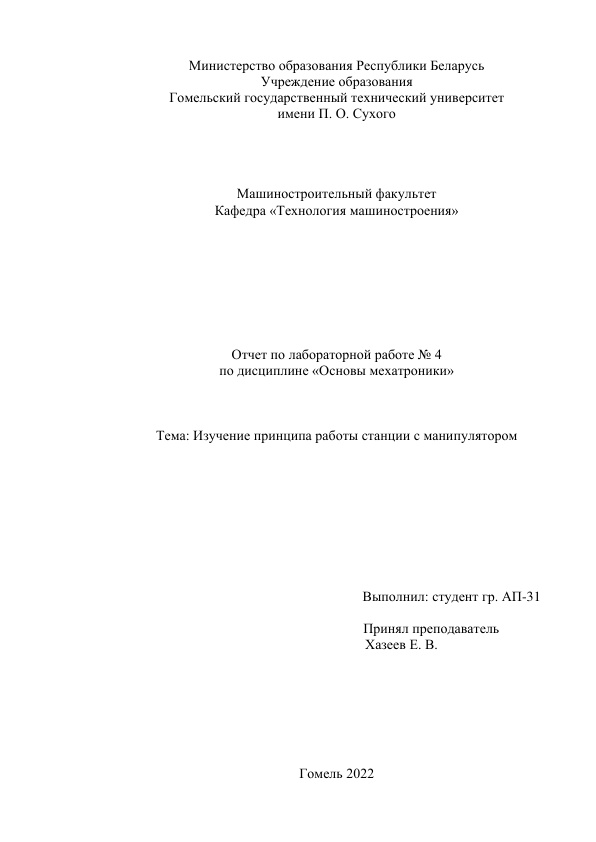 Министерство образования Республики Беларусь
Учреждение образования
Гомельский государственный технический университет
имени П. О. Сухого
Машиностроительный факультет
Кафедра «Технология машиностроения»
Отчет по лабораторной работе № 4
по дисциплине «Основы мехатроники»
Тема: Изучение принципа работы станции с манипулятором
Выполнил: студент гр. АП-31
Принял преподаватель
Хазеев Е. В.
Гомель 2022